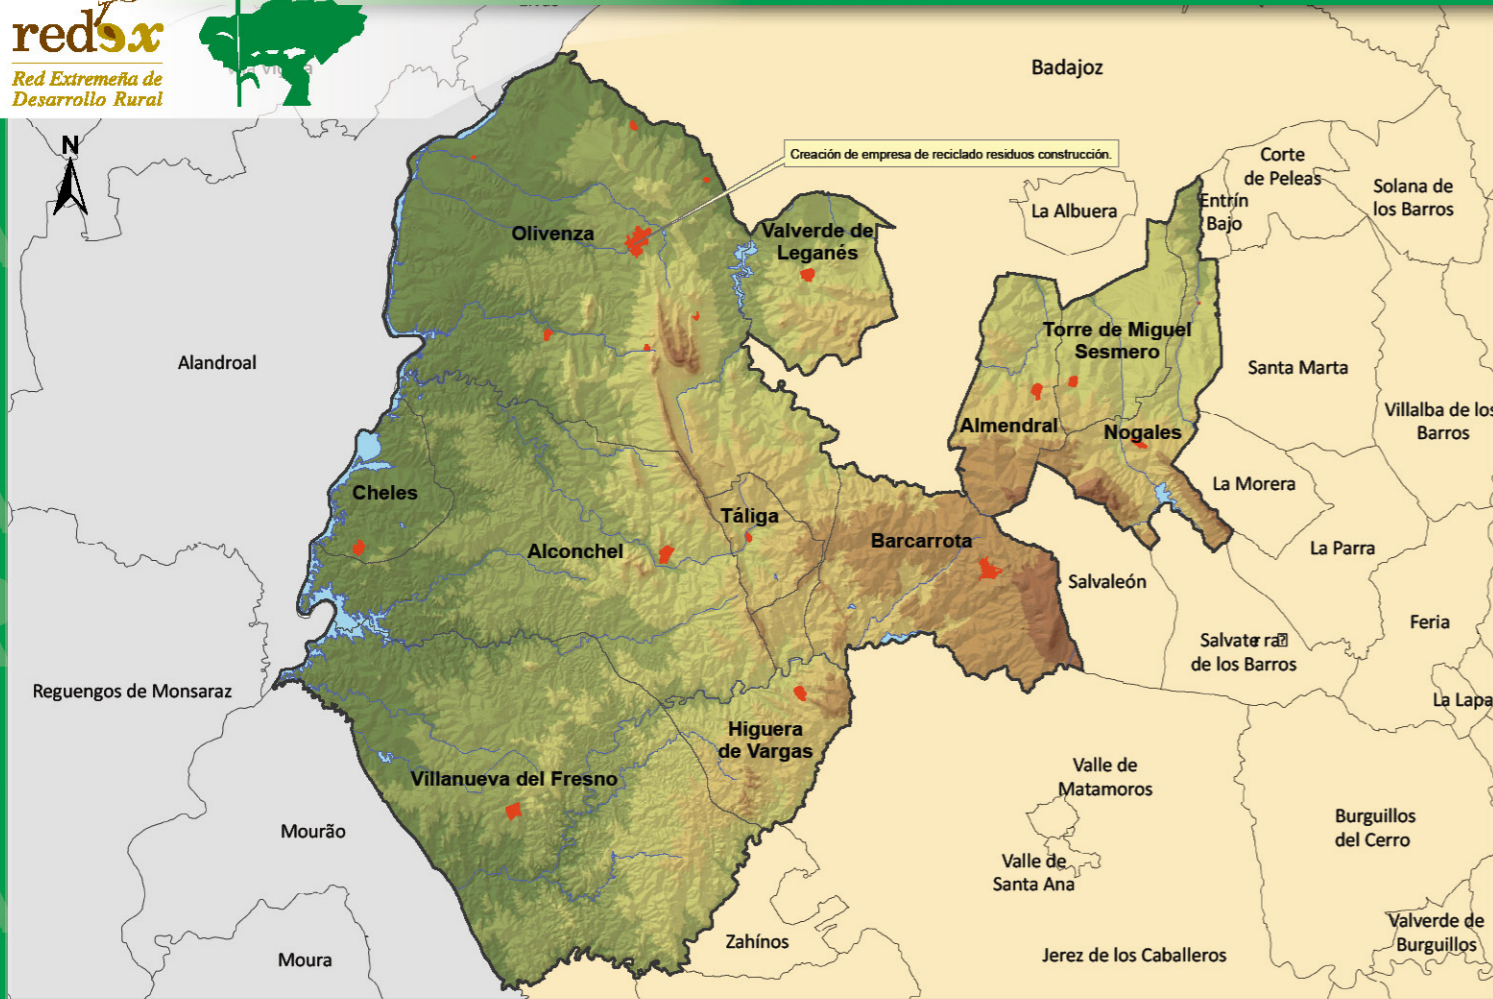 redex
Red Extremeña de
Desarrollo Rural
N
Badajoz
Creación de empresa de reciclado residuos construcción.
Corte
de Peleas
Solana de
los Barros
La Albuera
Entrín
Bajo
Olivenza
Valverde de
Leganés
Torre de Miguel
Sesmero
Alandroal
Santa Marta
Villalba de los
Barros
Almendral
Nogales
Cheles
La Morera
Táliga
Alconchel
Barcarrota
La Parra
Salvaleón
Feria
Salvaterra
de los Barros
Reguengos de Monsaraz
La Lapa
Higuera
de Vargas
Villanueva del Fresno
Valle de
Matamoros
Mourão
Burguillos
del Cerro
Valle de
Santa Ana
Valverde de
Burguillos
Zahínos
Jerez de los Caballeros
Moura